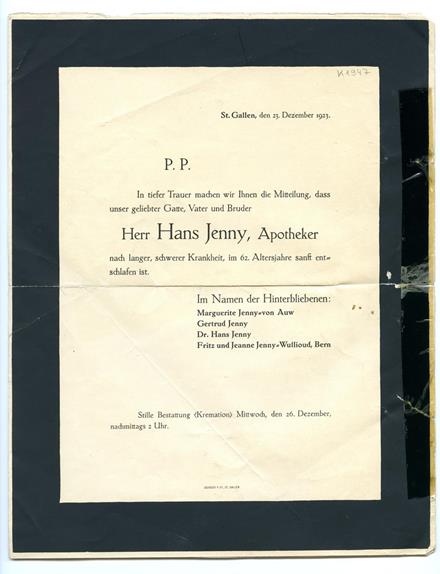 K1947
St. Gallen, den 23. Dezember 1923.
P. P.
In tiefer Trauer machen wir Ihnen die Mitteilung, dass
unser geliebter Gatte, Vater und Bruder
Herr Hans Jenny, Apotheker
nach langer, schwerer Krankheit, im 62. Altersjahre sanft ent=
schlafen ist.
Im Namen der Hinterbliebenen:
Marguerite Jenny=von Auw
Gertrud Jenny
Dr. Hans Jenny
Fritz und Jeanne Jenny=Wullioud, Bern
Stille Bestattung (Kremation) Mittwoch, den 26. Dezember,
nachmittags 2 Uhr.